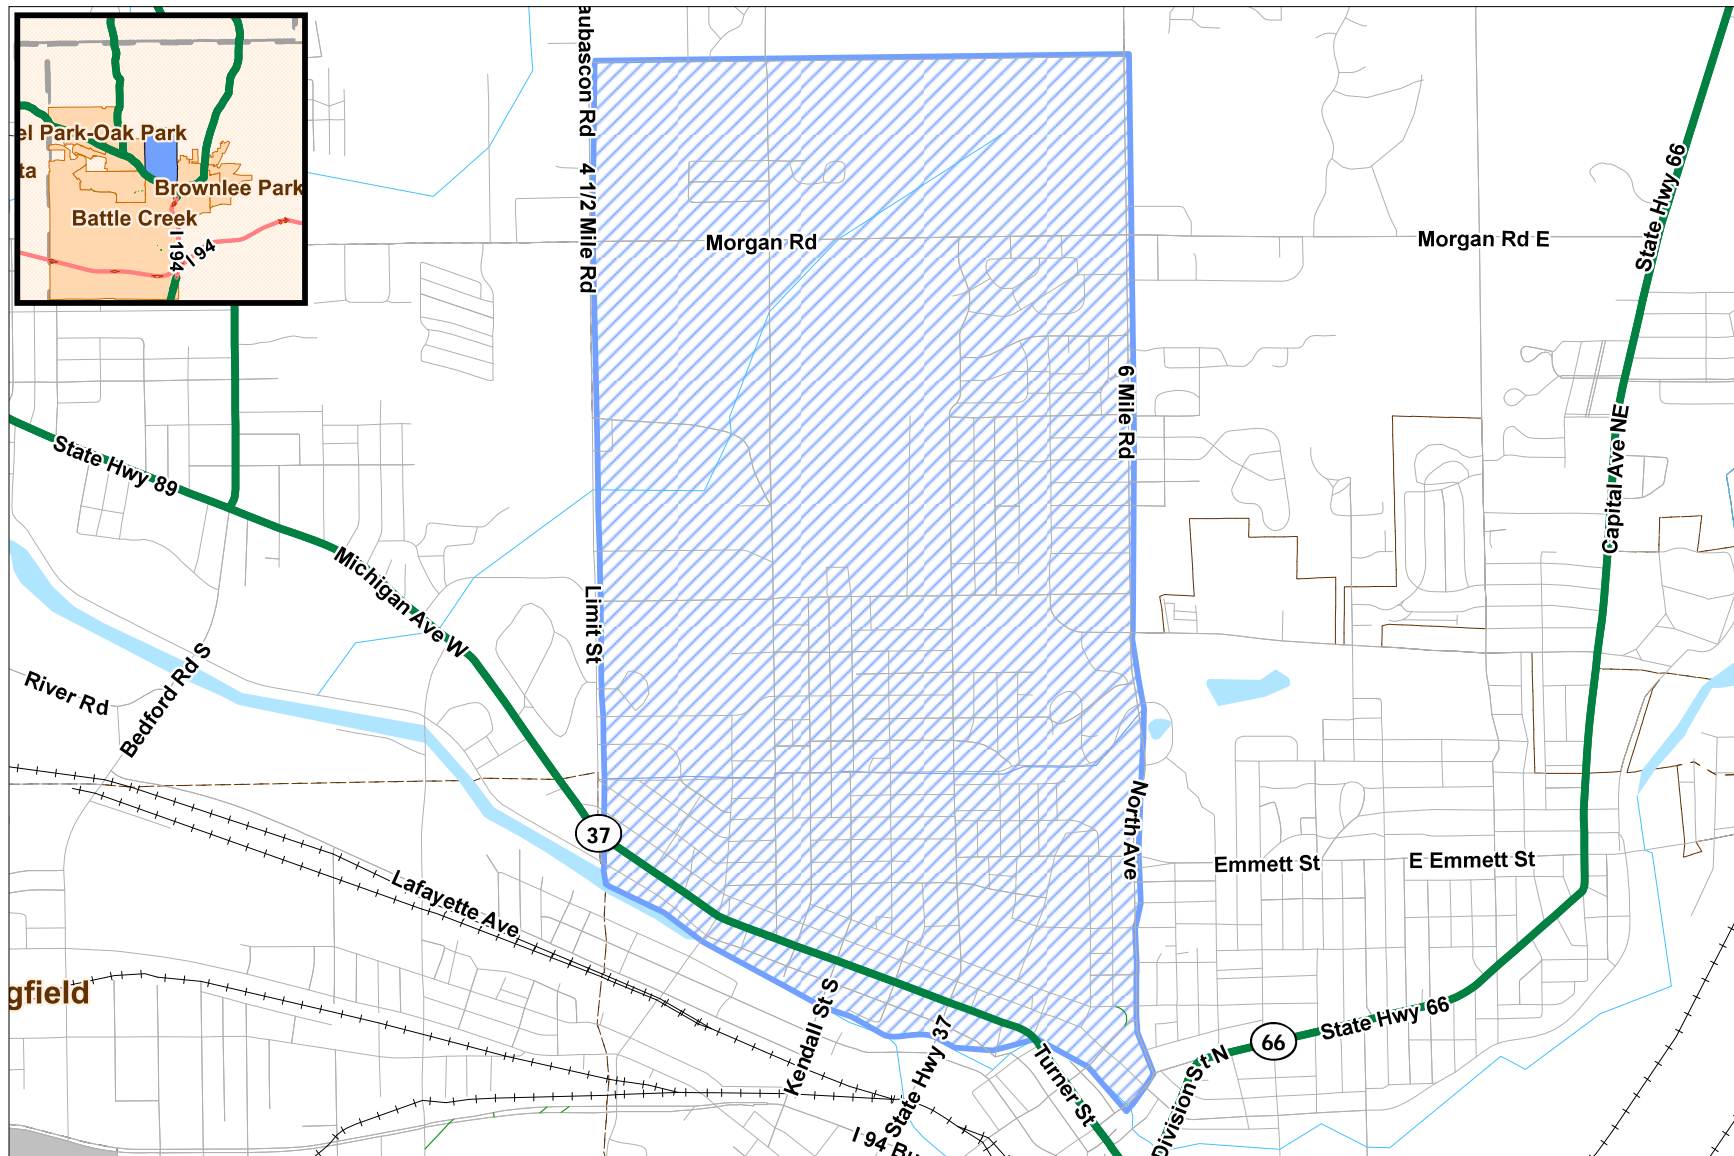 el Park-Oak Park
ta
Brownlee Park
Battle Creek
I 194
I 94
aubascon Rd
4 1/2 Mile Rd
Morgan Rd
Morgan Rd E
State Hwy 66
6 Mile Rd
Capital Ave NE
State Hwy 89
Michigan Ave W
Limit St
River Rd
Bedford Rd S
37
North Ave
Emmett St
E Emmett St
Lafayette Ave
gfield
Kendall St S
State Hwy 37
Turner St
Division St N
66
State Hwy 66
I 94 Bu